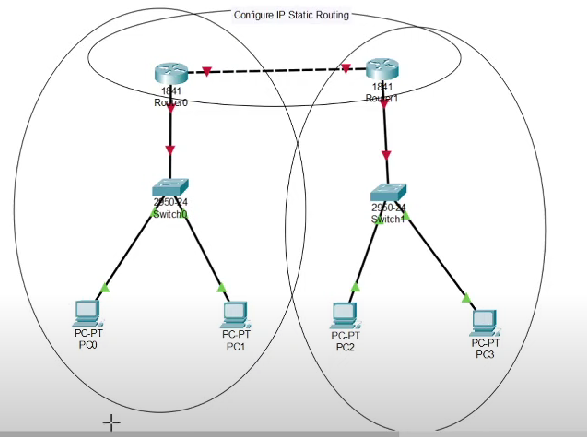 Configure IP Static Routing
1841
Router0
1841
Router1
2950-24
Switch0
2950-24
Switch1
PC-PT
PC0
PC-PT
PC1
PC-PT
PC2
PC-PT
PC3